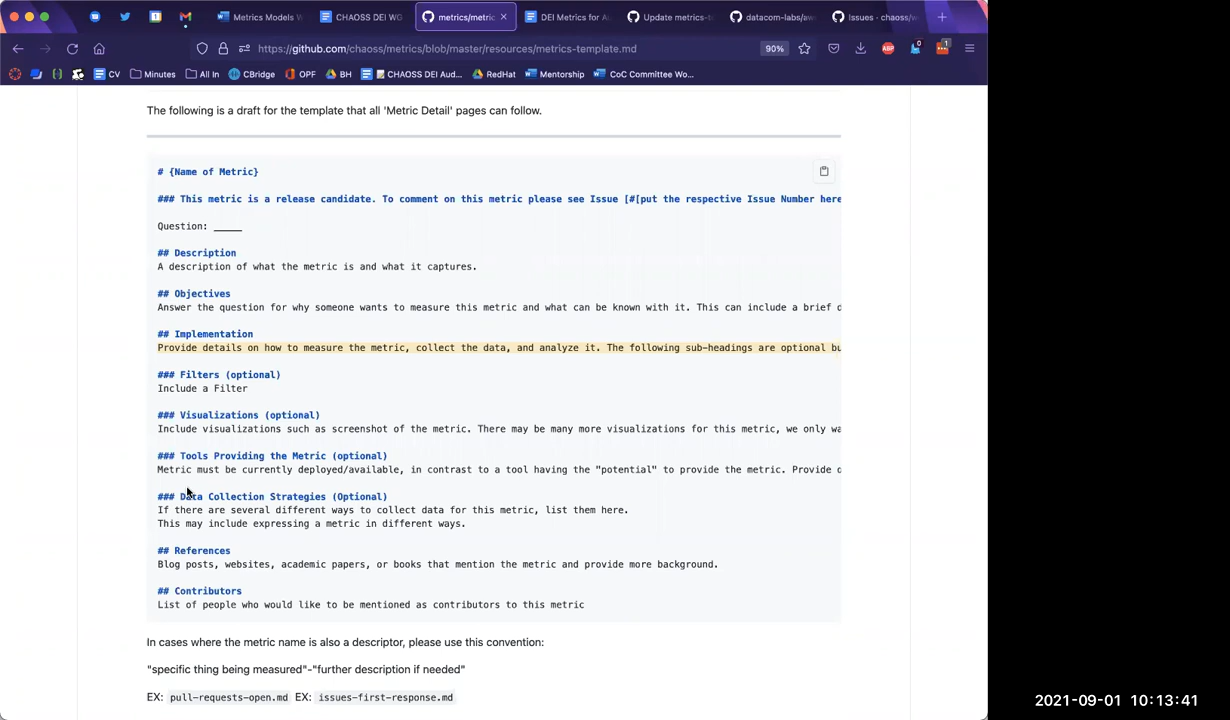 Metrics Models W
CHAOSS DEI WG
metrics/metric
DEI Metrics for A
Update metrics-t
datacom-labs/aw
Issues · chaoss/w
https://github.com/chaoss/metrics/blob/master/resources/metrics-template.md
90%
ABP
0
1
CV
Minutes
All In
CBridge
OPF
BH
CHAOSS DEI Aud...
RedHat
Mentorship
CoC Committee Wo...
The following is a draft for the template that all 'Metric Detail' pages can follow.
# {Name of Metric}
### This metric is a release candidate. To comment on this metric please see Issue [#[put the respective Issue Number here
Question: _____
## Description
A description of what the metric is and what it captures.
## Objectives
Answer the question for why someone wants to measure this metric and what can be known with it. This can include a brief d
## Implementation
Provide details on how to measure the metric, collect the data, and analyze it. The following sub-headings are optional bu
### Filters (optional)
Include a Filter
### Visualizations (optional)
Include visualizations such as screenshot of the metric. There may be many more visualizations for this metric, we only wa
### Tools Providing the Metric (optional)
Metric must be currently deployed/available, in contrast to a tool having the "potential" to provide the metric. Provide d
### Data Collection Strategies (Optional)
If there are several different ways to collect data for this metric, list them here.
This may include expressing a metric in different ways.
## References
Blog posts, websites, academic papers, or books that mention the metric and provide more background.
## Contributors
List of people who would like to be mentioned as contributors to this metric
In cases where the metric name is also a descriptor, please use this convention:
"specific thing being measured"-"further description if needed"
EX: pull-requests-open.md EX: issues-first-response.md
2021-09-01 10:13:41